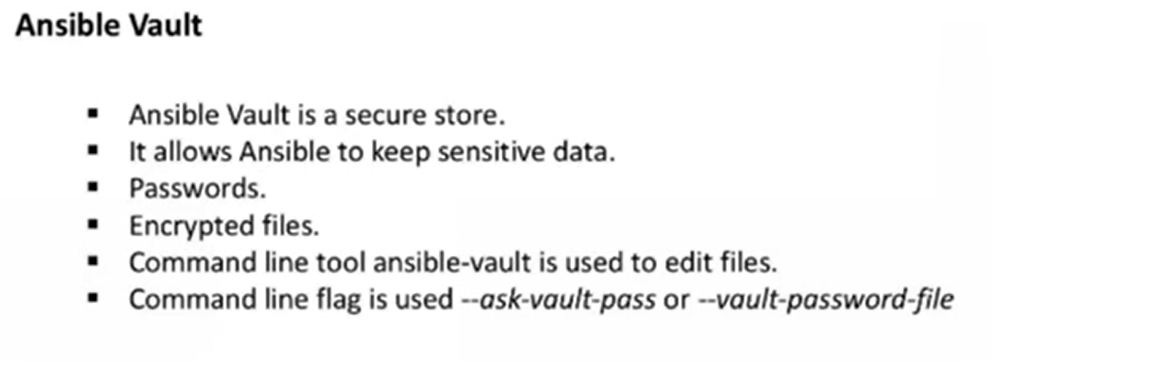 Ansible Vault
▪ Ansible Vault is a secure store.
▪ It allows Ansible to keep sensitive data.
▪ Passwords.
▪ Encrypted files.
▪ Command line tool ansible-vault is used to edit files.
▪ Command line flag is used --ask-vault-pass or --vault-password-file